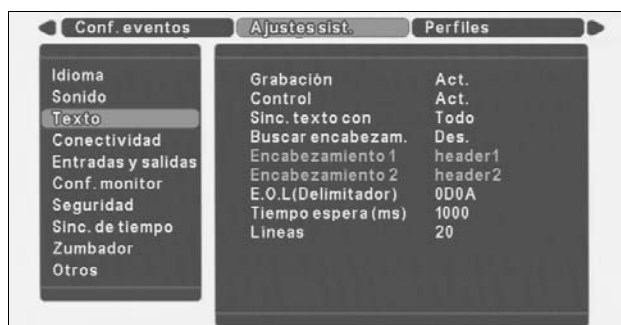 Conf. eventos
Ajustes sist.
Perfiles
Idioma
Sonido
Texto
Conectividad
Entradas y salidas
Conf. monitor
Seguridad
Sinc. de tiempo
Zumbador
Otros
Grabación Act.
Control Act.
Sinc. texto con Todo
Buscar encabezam. Des.
Encabezamiento 1 header1
Encabezamiento 2 header2
E.O.L(Delimitador) 0D0A
Tiempo espera (ms) 1000
Líneas 20